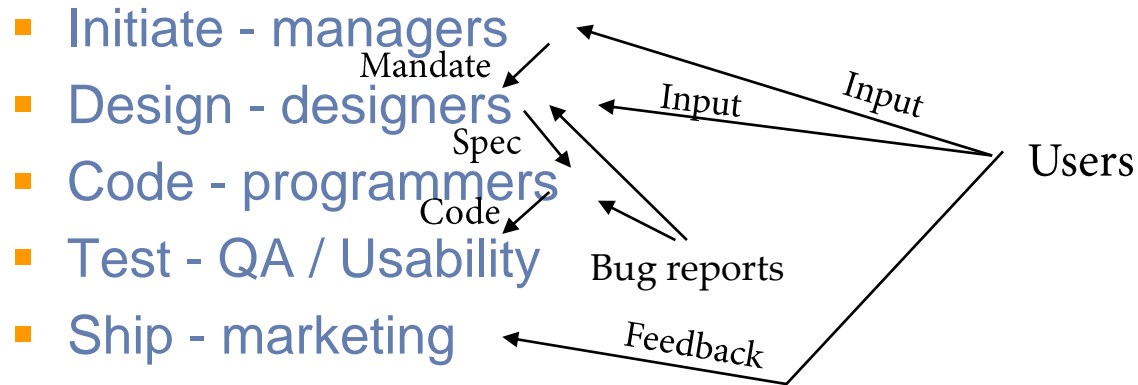 ▪ Initiate - managers
Mandate
Input
▪ Design - designers
Input
Spec
Users
▪ Code - programmers
Code
▪ Test - QA / Usability
Bug reports
▪ Ship - marketing
Feedback